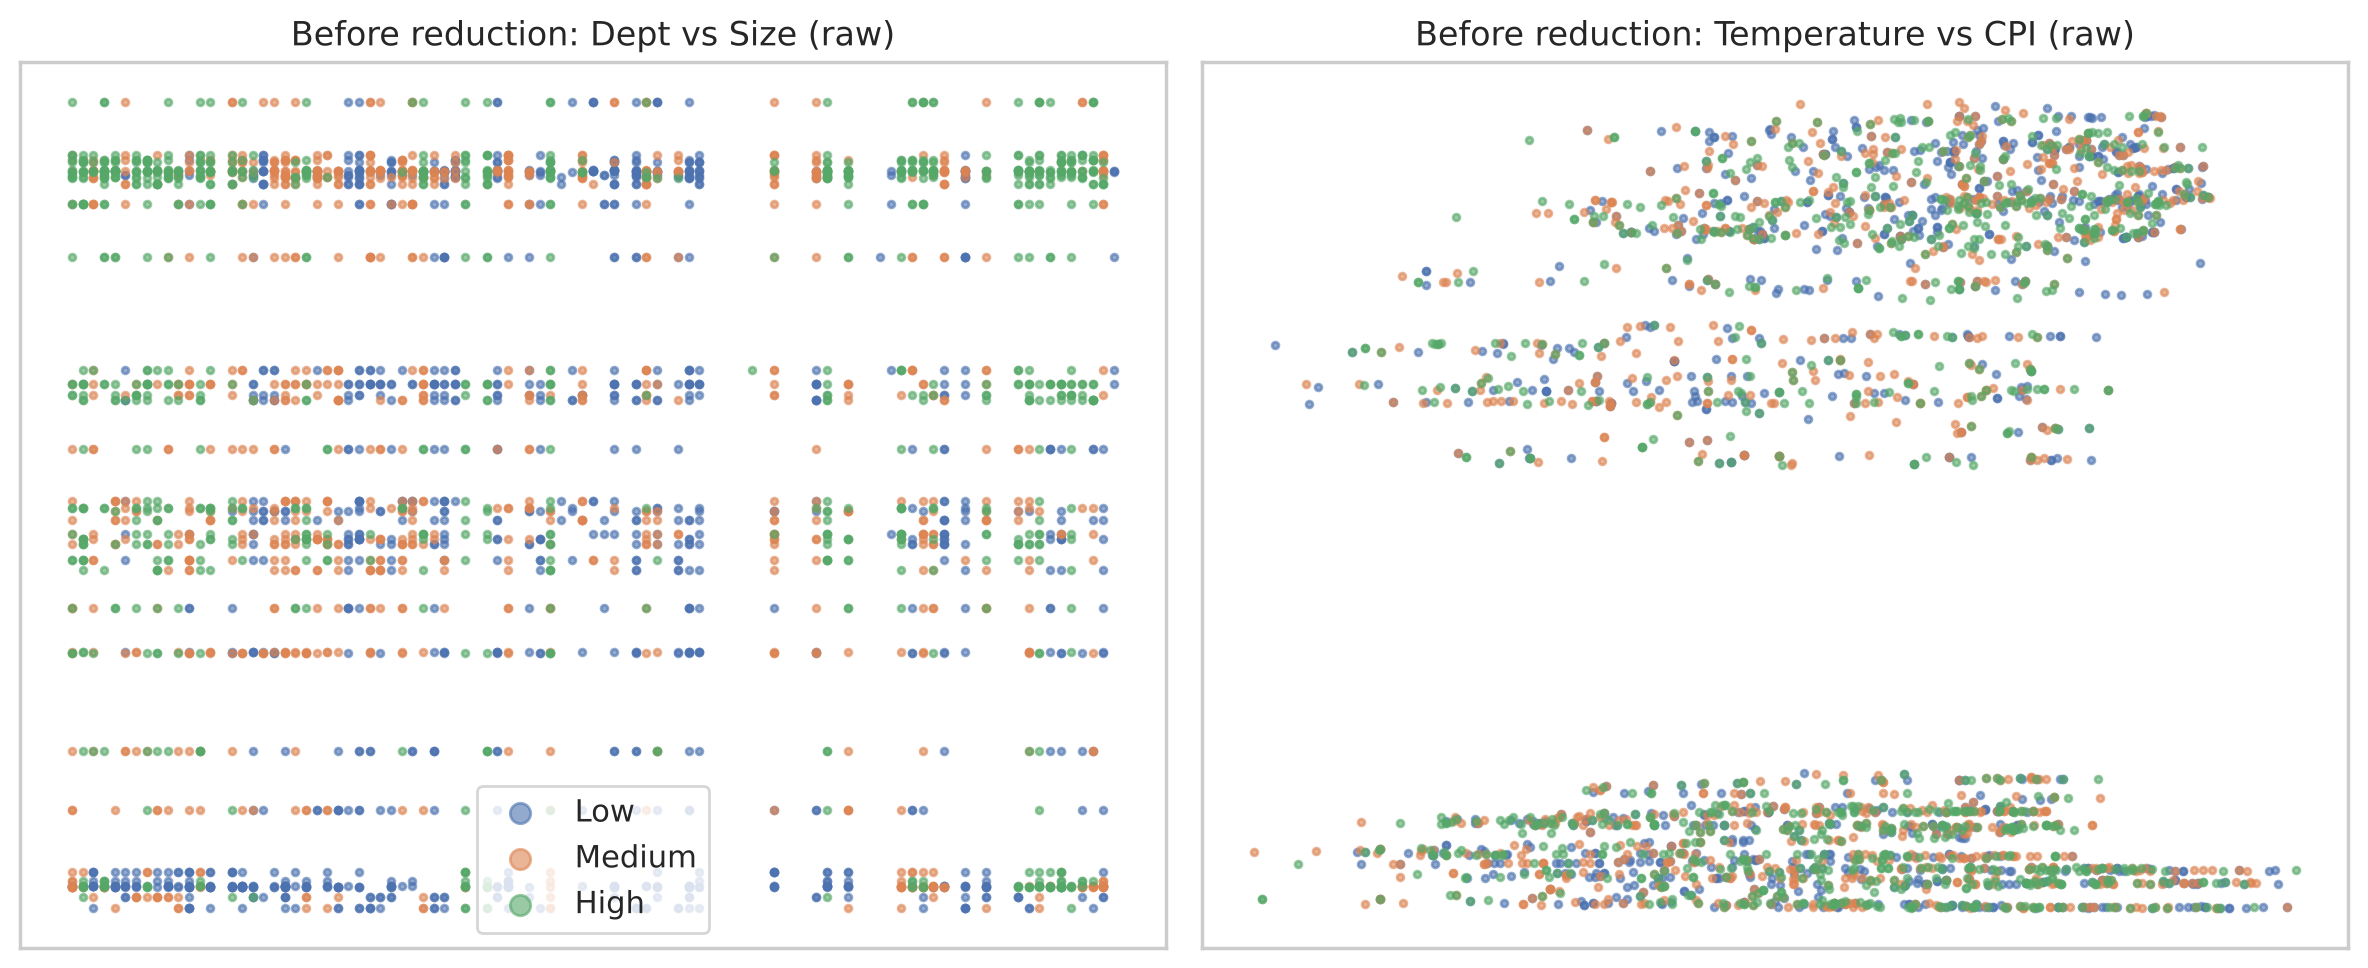 Before reduction: Dept vs Size (raw)
Before reduction: Temperature vs CPI (raw)
Low
Medium
High